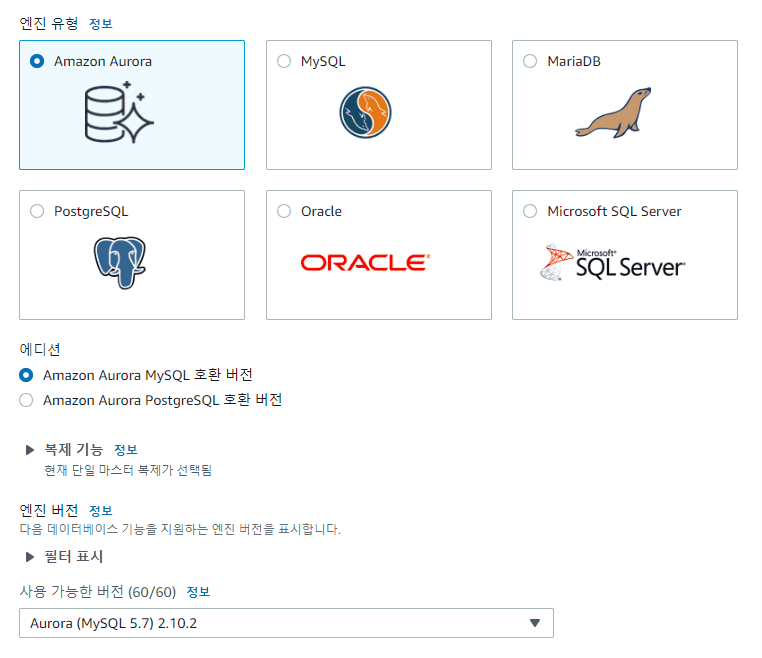 엔진 유형 정보
Amazon Aurora
MySQL
MariaDB
PostgreSQL
Oracle
ORACLE
Microsoft SQL Server
Microsoft®
SQL Server
에디션
Amazon Aurora MySQL 호환 버전
Amazon Aurora PostgreSQL 호환 버전
복제 기능 정보
현재 단일 마스터 복제가 선택됨
엔진 버전 정보
다음 데이터베이스 기능을 지원하는 엔진 버전을 표시합니다.
필터 표시
사용 가능한 버전 (60/60) 정보
Aurora (MySQL 5.7) 2.10.2